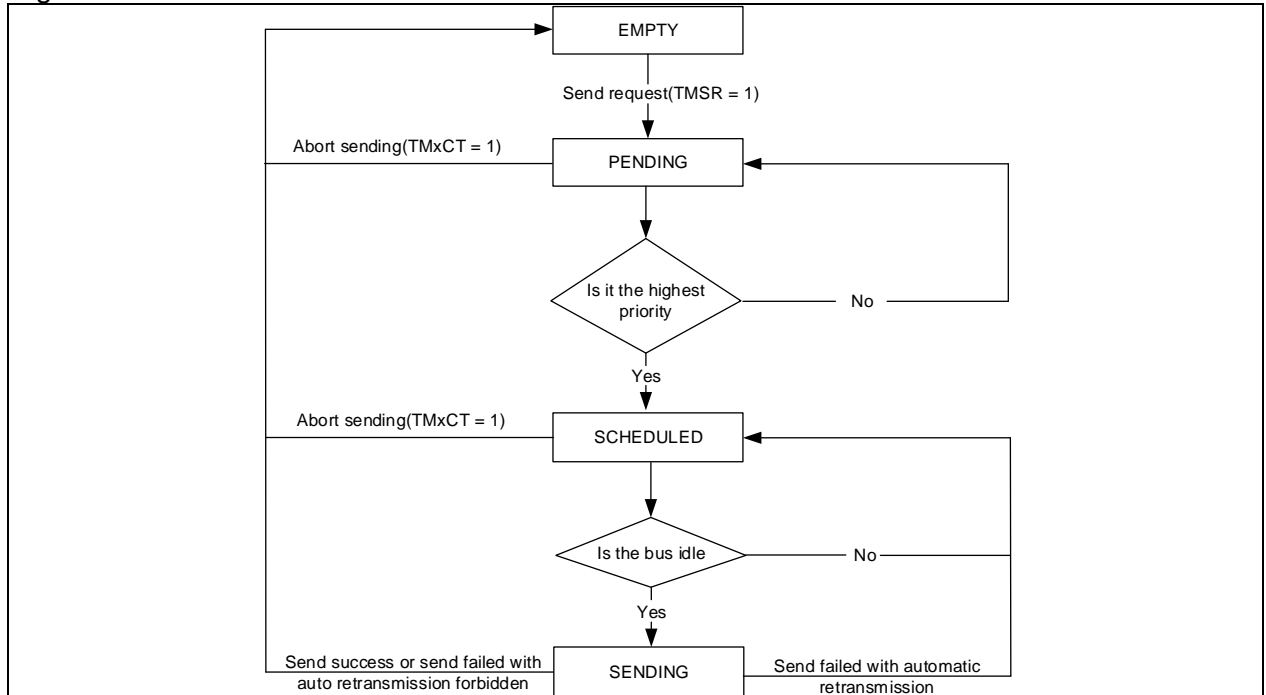 EMPTY
Send request(TMSR = 1)
Abort sending(TMxCT = 1)
PENDING
Is it the highest
priority
No
Yes
Abort sending(TMxCT = 1)
SCHEDULED
Is the bus idle
No
Yes
Send success or send failed with
auto retransmission forbidden
SENDING
Send failed with automatic
retransmission